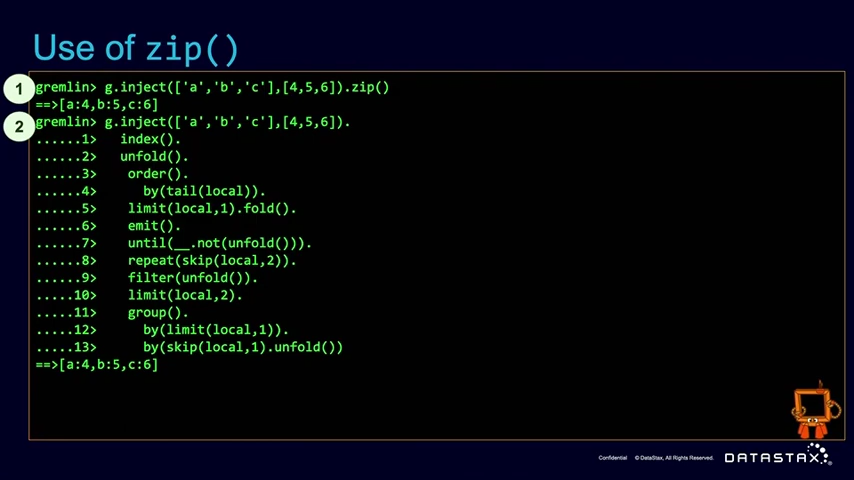 Use of zip()
1 gremlin> g.inject(['a','b','c'],[4,5,6]).zip()
==>[a:4,b:5,c:6]
2 gremlin> g.inject(['a','b','c'],[4,5,6]).
......1>   index().
......2>   unfold().
......3>    order().
......4>      by(tail(local)).
......5>    limit(local,1).fold().
......6>    emit().
......7>    until(__.not(unfold())).
......8>    repeat(skip(local,2)).
......9>    filter(unfold()).
.....10>    limit(local,2).
.....11>    group().
.....12>      by(limit(local,1)).
.....13>      by(skip(local,1).unfold())
==>[a:4,b:5,c:6]
Confidential © DataStax, All Rights Reserved. DATASTAX